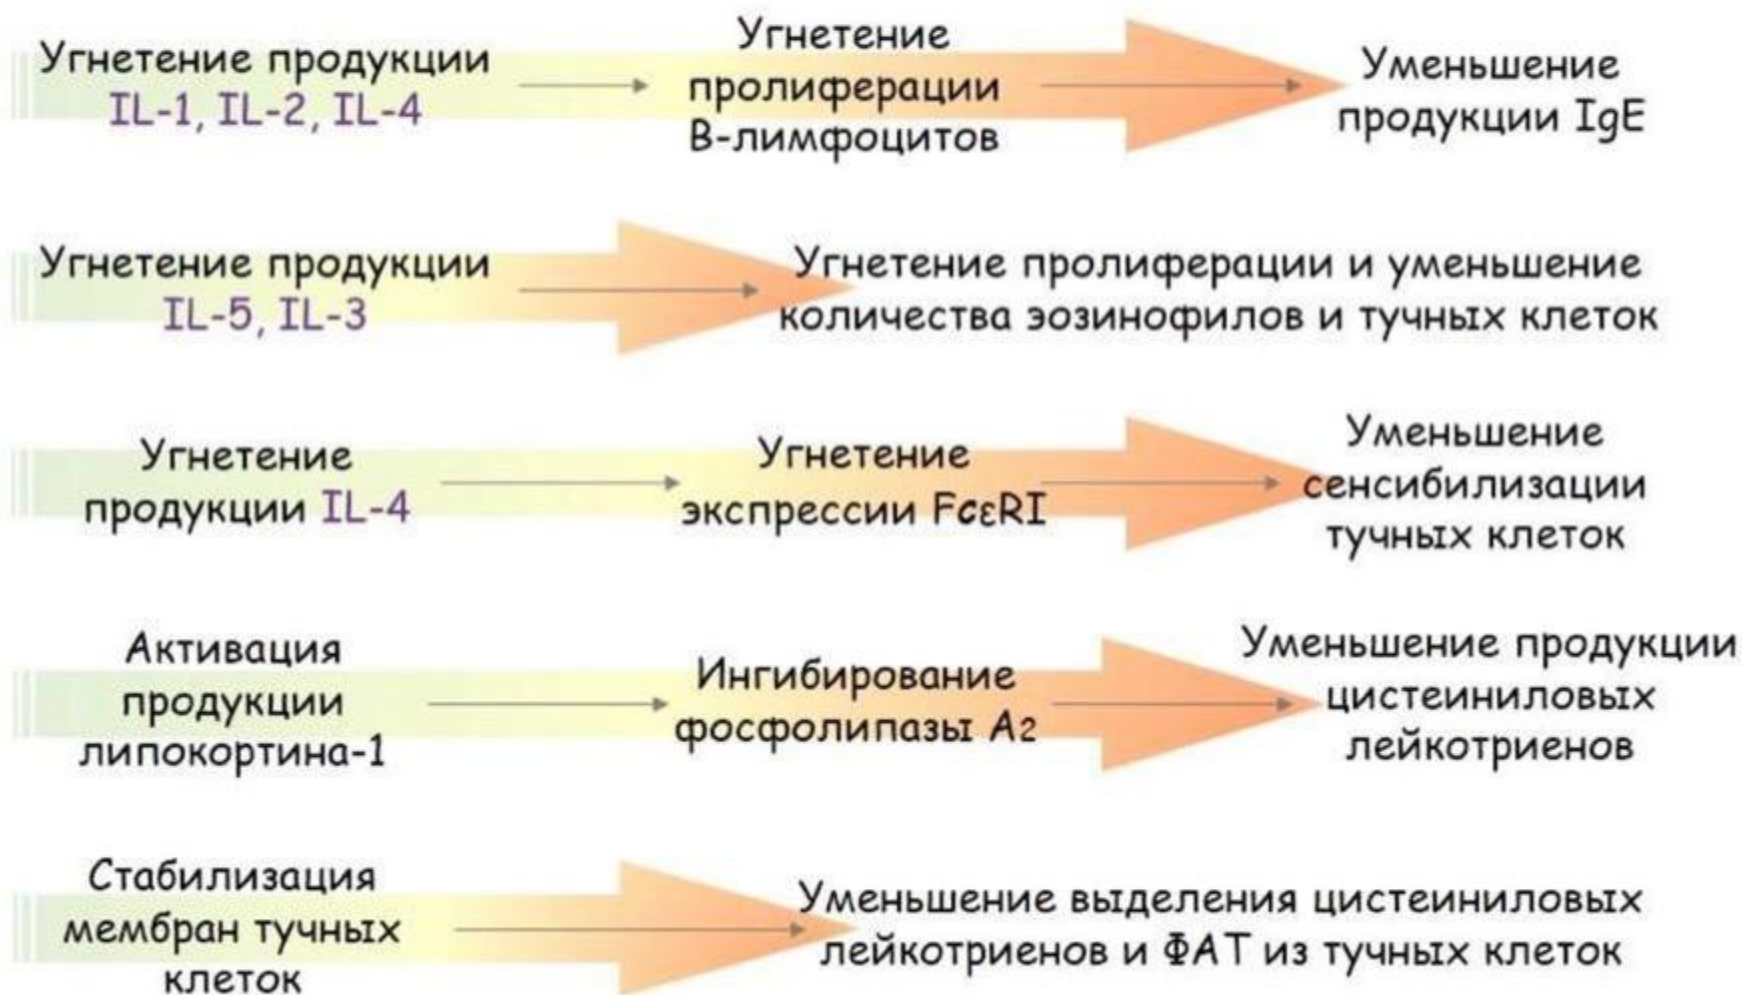 Угнетение продукции
IL-1, IL-2, IL-4
Угнетение
пролиферации
В-лимфоцитов
Уменьшение
продукции IgE
Угнетение продукции
IL-5, IL-3
Угнетение пролиферации и уменьшение
количества эозинофилов и тучных клеток
Угнетение
продукции IL-4
Угнетение
экспрессии FcεRI
Уменьшение
сенсибилизации
тучных клеток
Активация
продукции
липокортина-1
Ингибирование
фосфолипазы А2
Уменьшение продукции
цистеиниловых
лейкотриенов
Стабилизация
мембран тучных
клеток
Уменьшение выделения цистеиниловых
лейкотриенов и ФАТ из тучных клеток